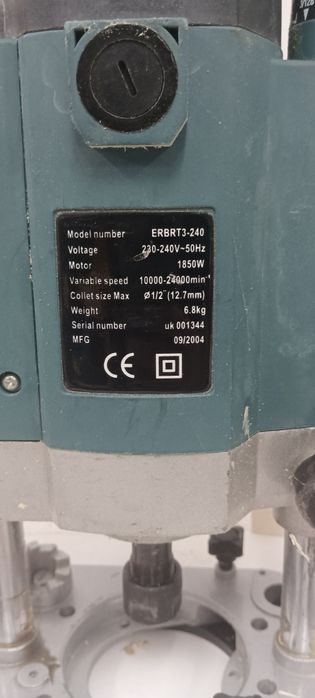 Model number ERBRT3-240
Voltage 230-240V~50Hz
Motor 1850W
Variable speed 10000-24000min⁻¹
Collet size Max Ø1/2" (12.7mm)
Weight 6.8kg
Serial number uk 001344
MFG 09/2004
CE